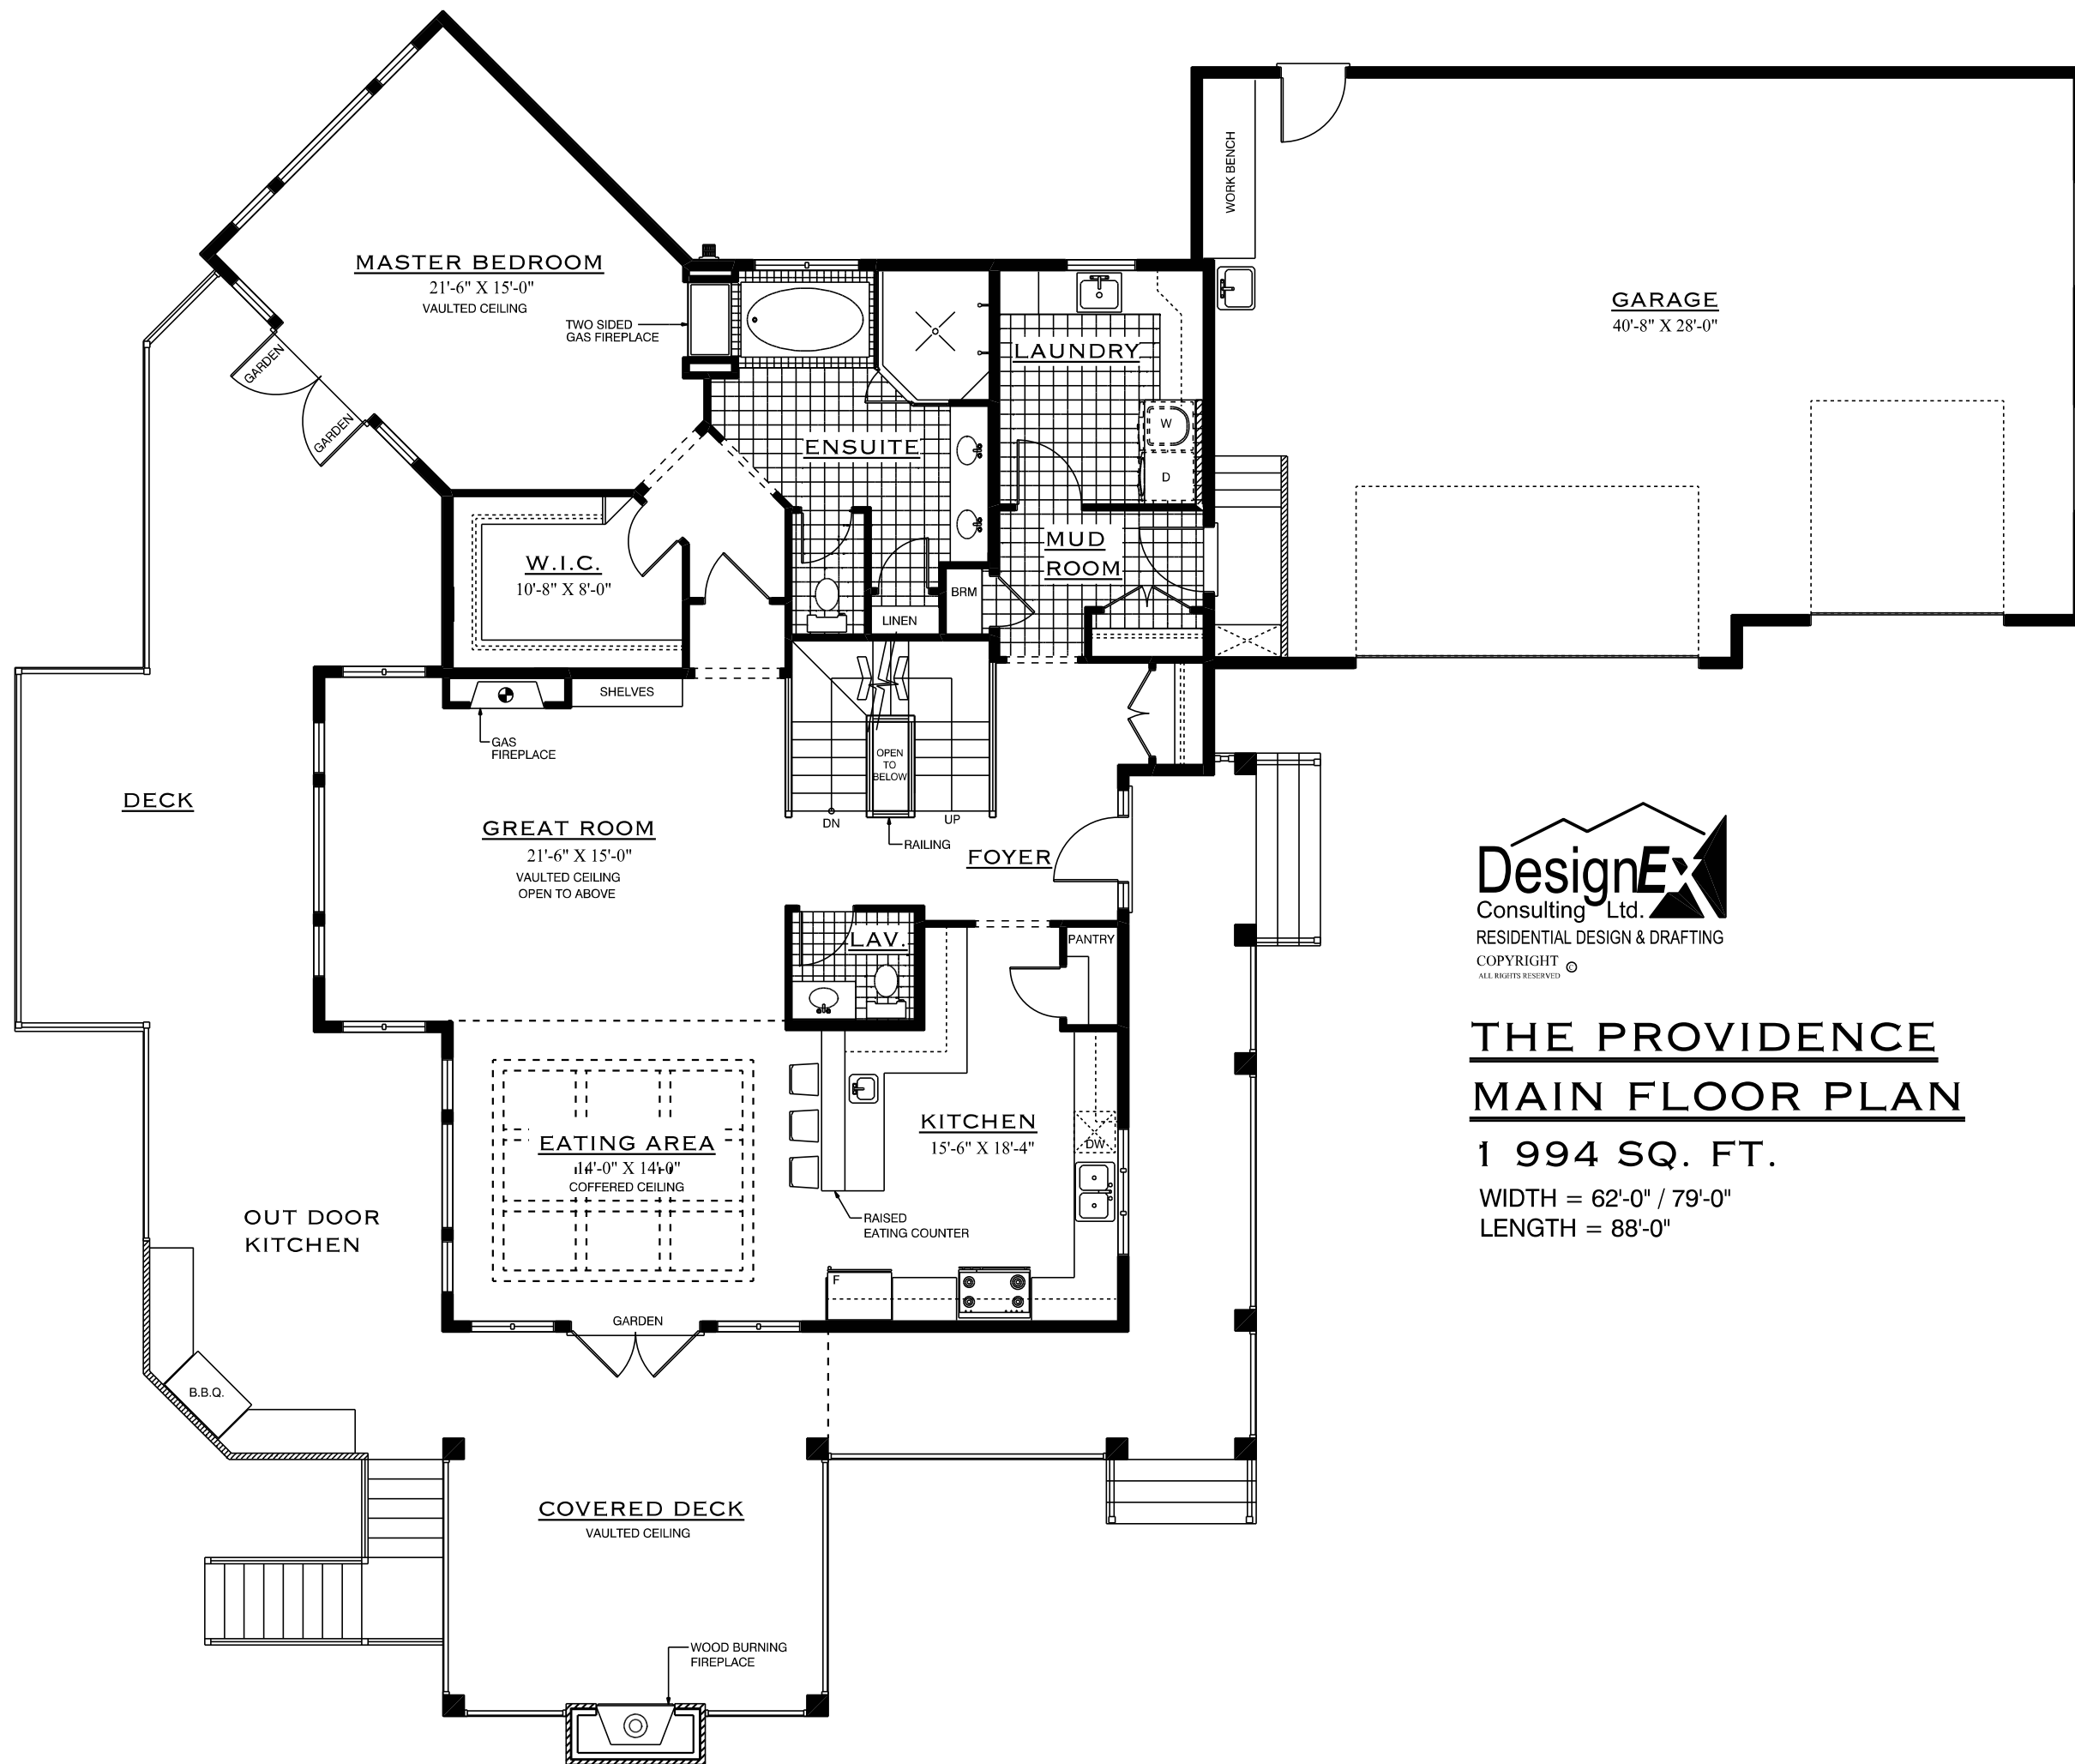 MASTER BEDROOM
21'-6" X 15'-0"
VAULTED CEILING
TWO SIDED
GAS FIREPLACE
GARDEN
GARDEN
WORK BENCH
GARAGE
40'-8" X 28'-0"
LAUNDRY
W
D
ENSUITE
MUD
ROOM
W.I.C.
10'-8" X 8'-0"
BRM
LINEN
SHELVES
GAS
FIREPLACE
OPEN
TO
BELOW
DN
UP
RAILING
DECK
GREAT ROOM
21'-6" X 15'-0"
VAULTED CEILING
OPEN TO ABOVE
FOYER
LAV.
PANTRY
DesignEX
Consulting Ltd.
RESIDENTIAL DESIGN & DRAFTING
COPYRIGHT ©
ALL RIGHTS RESERVED
THE PROVIDENCE
MAIN FLOOR PLAN
1 994 SQ. FT.
WIDTH = 62'-0" / 79'-0"
LENGTH = 88'-0"
EATING AREA
14'-0" X 14'-0"
COFFERED CEILING
KITCHEN
15'-6" X 18'-4"
DW
RAISED
EATING COUNTER
OUT DOOR
KITCHEN
F
GARDEN
B.B.Q.
COVERED DECK
VAULTED CEILING
WOOD BURNING
FIREPLACE